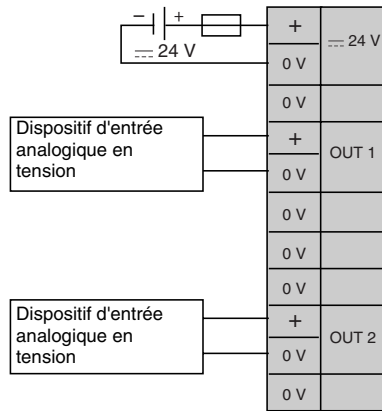 − + + ⎓ 24 V
⎓ 24 V 0 V
0 V
Dispositif d'entrée
analogique en
tension
+ OUT 1
0 V
0 V
0 V
0 V
Dispositif d'entrée
analogique en
tension
+ OUT 2
0 V
0 V